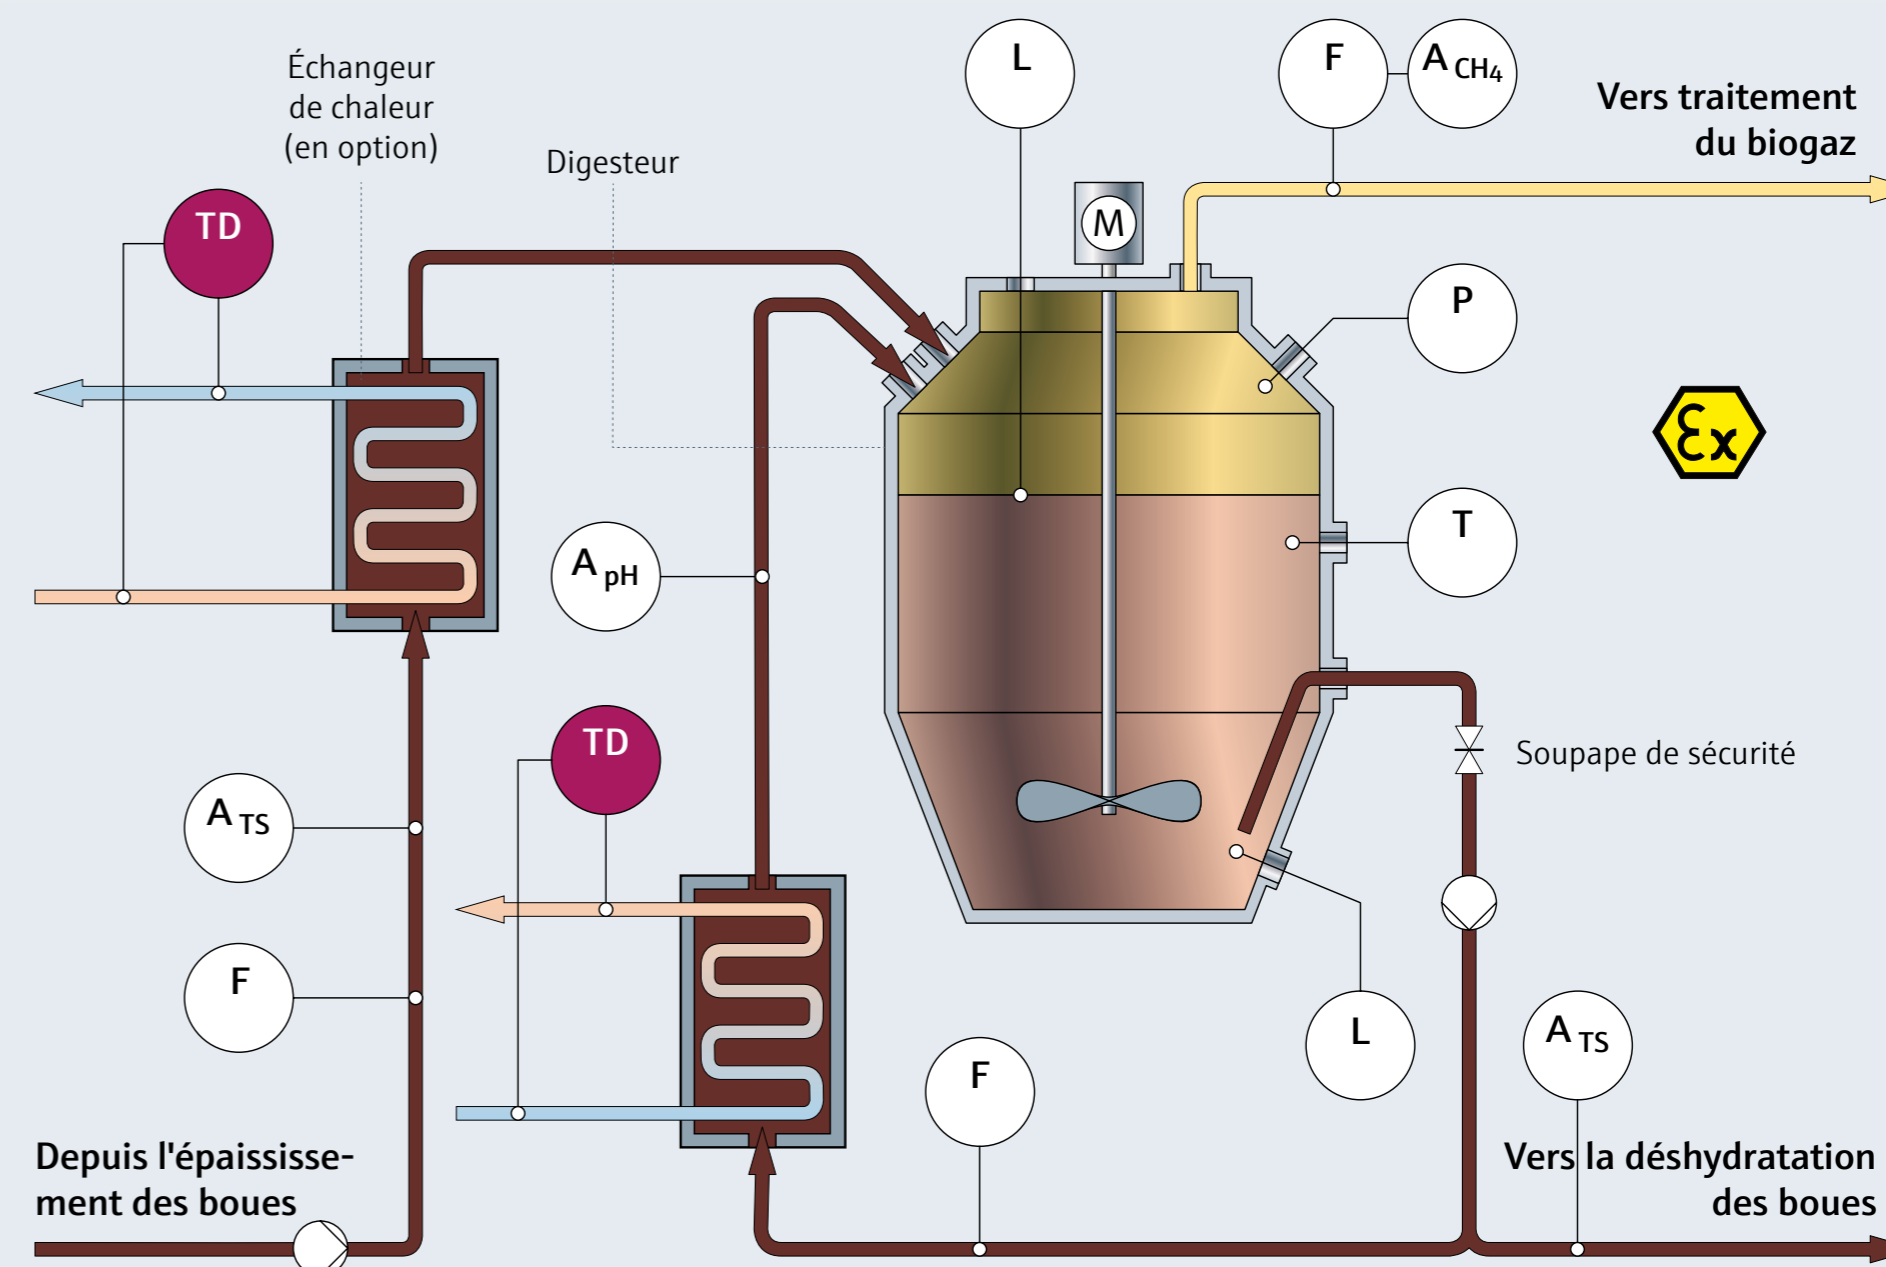 Échangeur
de chaleur
(en option)
Digesteur
L
F
A CH₄
Vers traitement
du biogaz
TD
M
P
Ex
A pH
T
TD
Soupape de sécurité
A TS
F
L
A TS
F
Depuis l'épaississe-
ment des boues
Vers la déshydratation
des boues